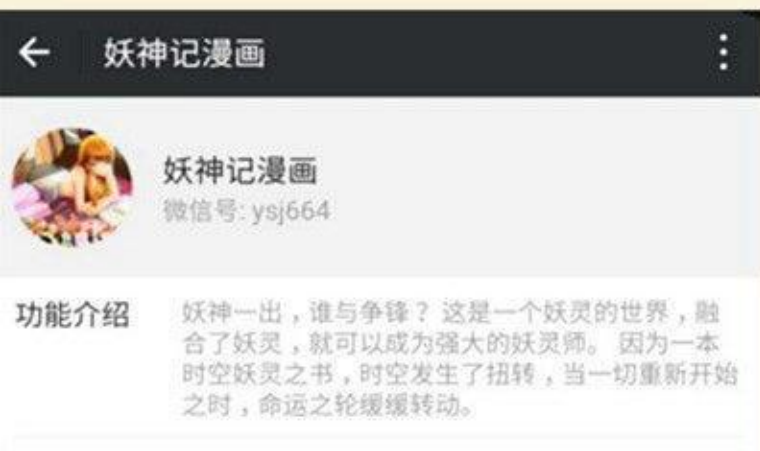 妖神记漫画
妖神记漫画
微信号: ysj664
功能介绍
妖神一出，谁与争锋？这是一个妖灵的世界，融
合了妖灵，就可以成为强大的妖灵师。 因为一本
时空妖灵之书，时空发生了扭转，当一切重新开始
之时，命运之轮缓缓转动。